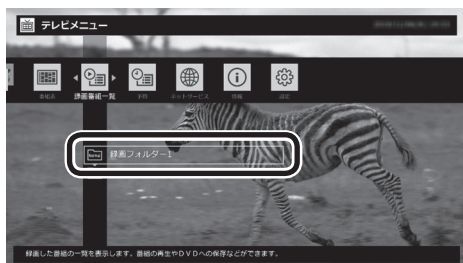 テレビメニュー
番組表
録画番組一覧
予約
ネットサービス
情報
設定
録画フォルダー1
録画した番組の一覧を表示します。番組の再生やDVDへの保存などができます。